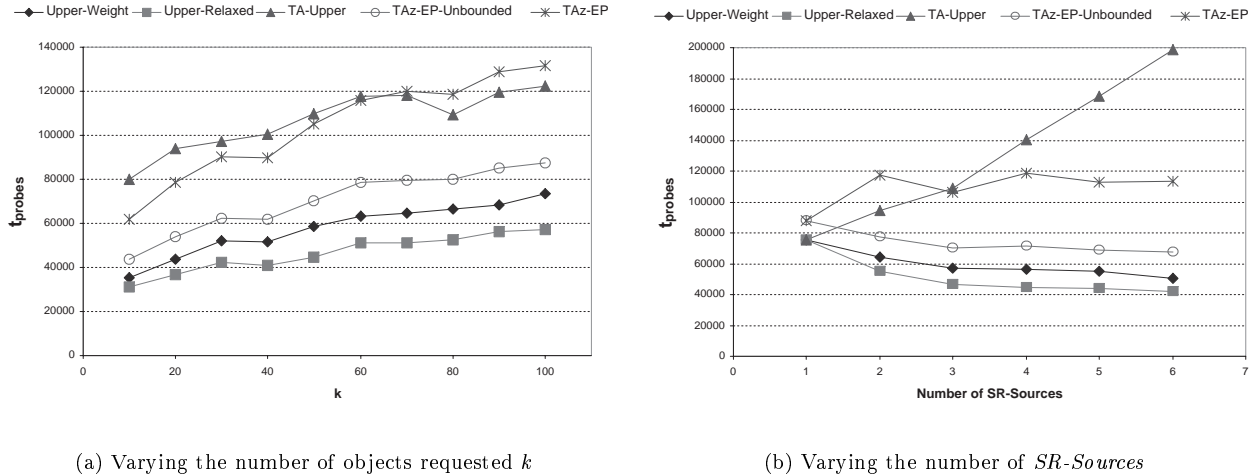 Upper-Weight Upper-Relaxed TA-Upper TAz-EP-Unbounded TAz-EP
140000
120000
100000
80000
60000
40000
20000
0
tprobes
0 20 40 60 80 100
k
(a) Varying the number of objects requested k
Upper-Weight Upper-Relaxed TA-Upper TAz-EP-Unbounded TAz-EP
200000
180000
160000
140000
120000
100000
80000
60000
40000
20000
0
tprobes
0 1 2 3 4 5 6 7
Number of SR-Sources
(b) Varying the number of SR-Sources